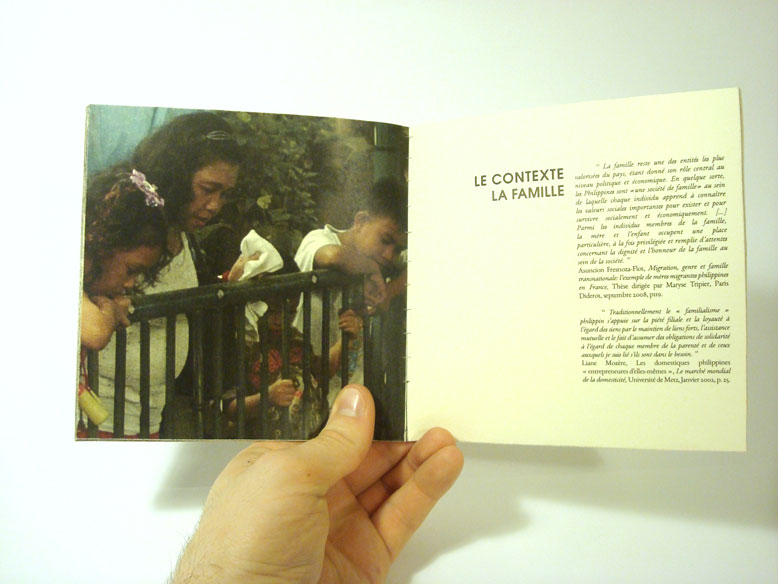 LE CONTEXTE
LA FAMILLE
“ La famille reste une des entités les plus
valorisées du pays, étant donné son rôle central au
niveau politique et économique. En quelque sorte,
les Philippines sont « une société de famille » au sein
de laquelle chaque individu apprend à connaître
les valeurs sociales importantes pour exister et pour
survivre socialement et économiquement. [...]
Parmi les individus membres de la famille,
la mère et l'enfant occupent une place
particulière, à la fois privilégiée et remplie d'attentes
concernant la dignité et l'honneur de la famille au
sein de la société. ”
Asuncion Fresnoza-Flot, Migration, genre et famille
transnationale: l'exemple de mères migrantes philippines
en France, Thèse dirigée par Maryse Tripier, Paris
Diderot, septembre 2008, p119.
“ Traditionnellement le « familialisme »
philippin s'appuie sur la piété filiale et la loyauté à
l'égard des siens par le maintien de liens forts, l'assistance
mutuelle et le fait d'assumer des obligations de solidarité
à l'égard de chaque membre de la parenté et de ceux
auxquels je suis lié s'ils sont dans le besoin. ”
Liane Mozère, Les domestiques philippines
« entrepreneures d'elles-mêmes », Le marché mondial
de la domesticité, Université de Metz, Janvier 2002, p. 25.